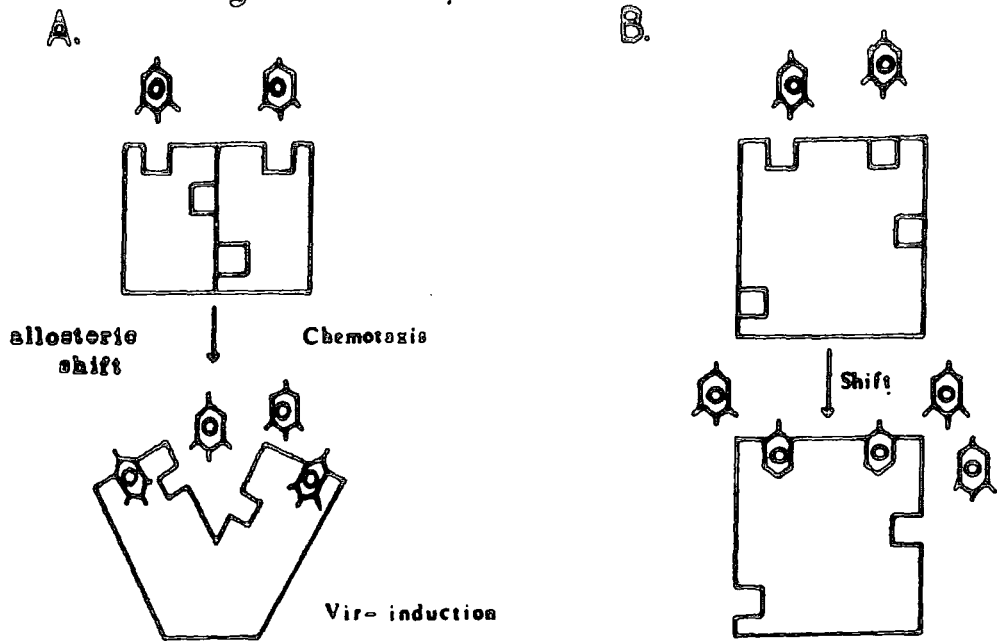 A.
B.
allosteric
shift
Chemotaxis
Shift
Vir- induction